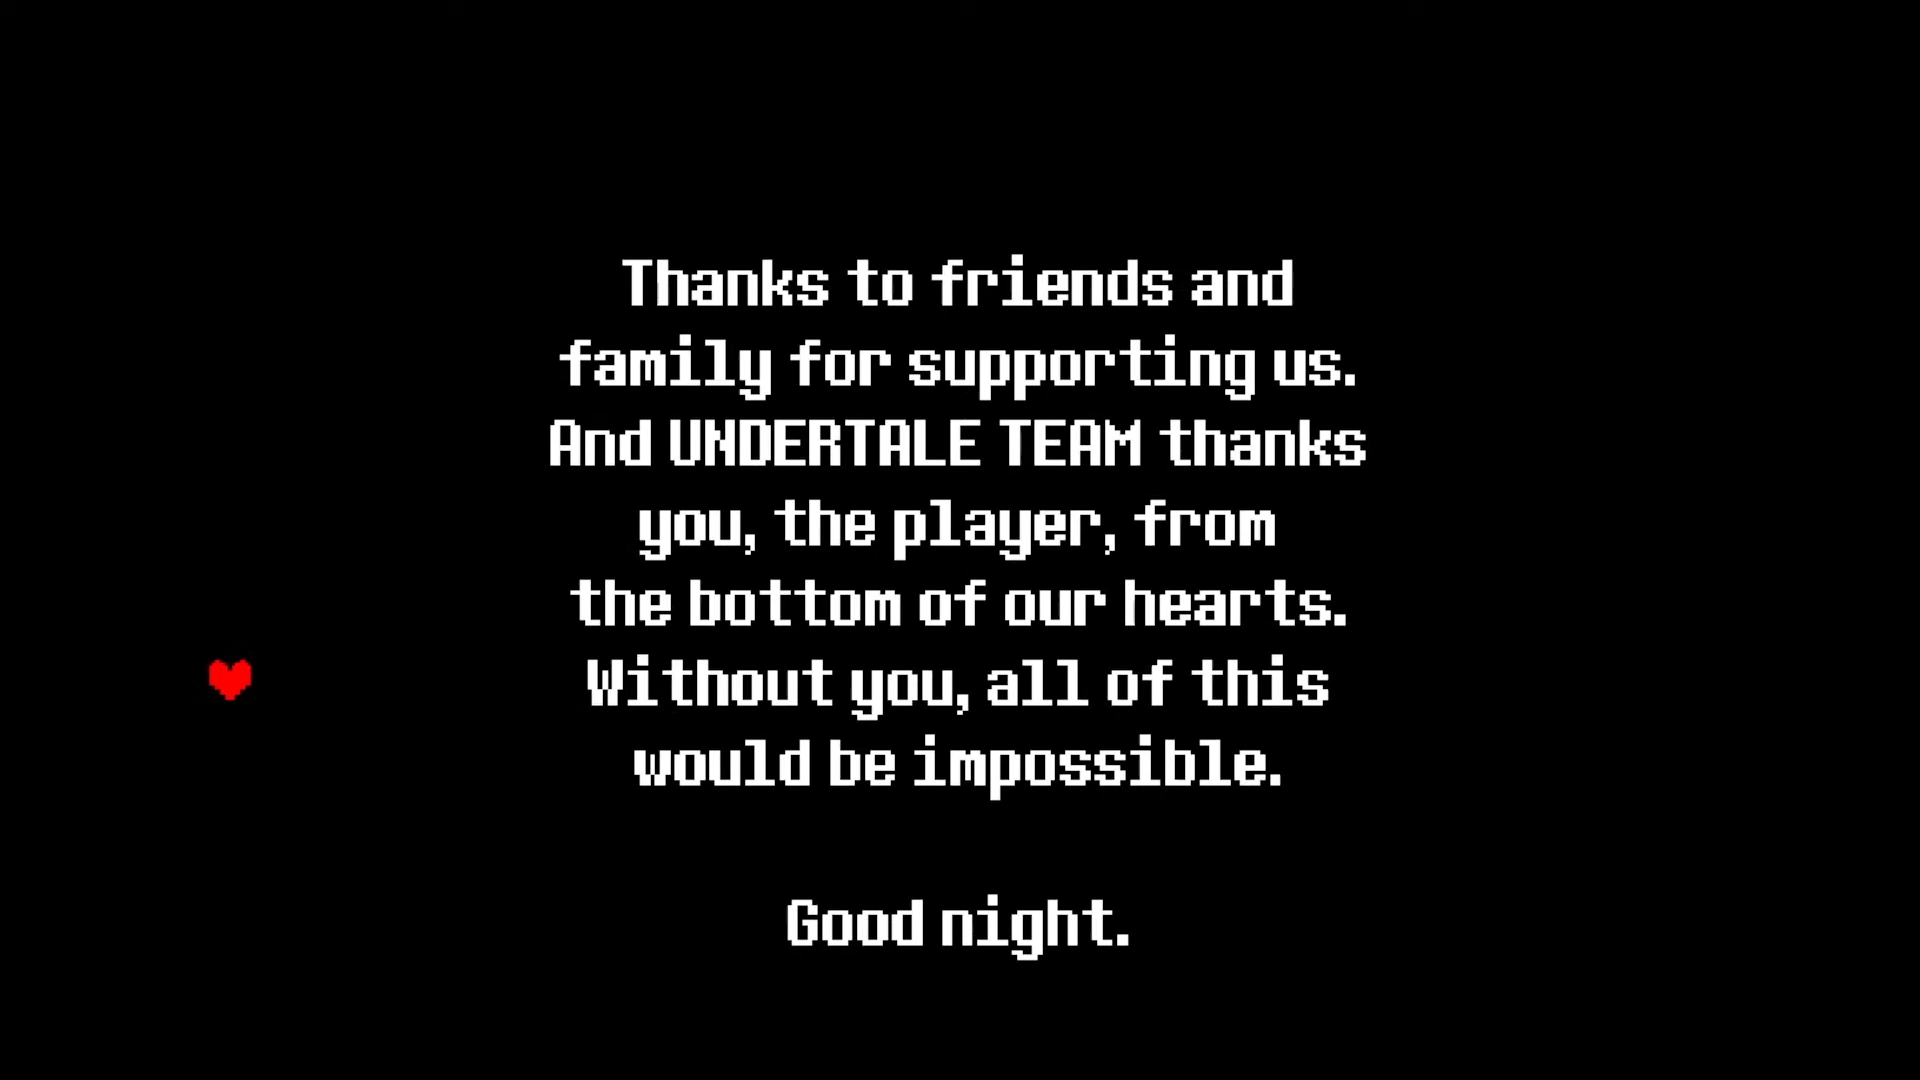 Thanks to friends and
family for supporting us.
And UNDERTALE TEAM thanks
you, the player, from
the bottom of our hearts.
Without you, all of this
would be impossible.
Good night.